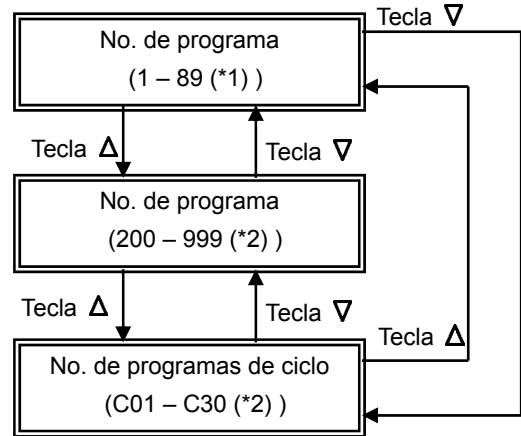 Tecla ∇
No. de programa
(1 – 89 (*1) )
Tecla Δ
Tecla ∇
No. de programa
(200 – 999 (*2) )
Tecla Δ
Tecla ∇
Tecla Δ
No. de programas de ciclo
(C01 – C30 (*2) )